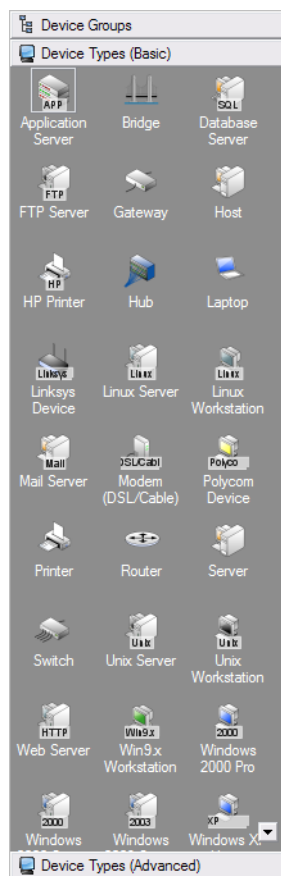 Device Groups
Device Types (Basic)
APP
SQL
Application Bridge Database
Server Server
FTP
FTP Server Gateway Host
HP
HP Printer Hub Laptop
Linksys Linux Linux
Linksys Linux Server Linux
Device Workstation
Mail DSL/Cabl Polyco
Mail Server Modem Polycom
(DSL/Cable) Device
Printer Router Server
Unix Unix
Switch Unix Server Unix
Workstation
HTTP Win9.x 2000
Web Server Win9.x Windows
Workstation 2000 Pro
2000 2003 XP
Windows Windows Windows X
Device Types (Advanced)